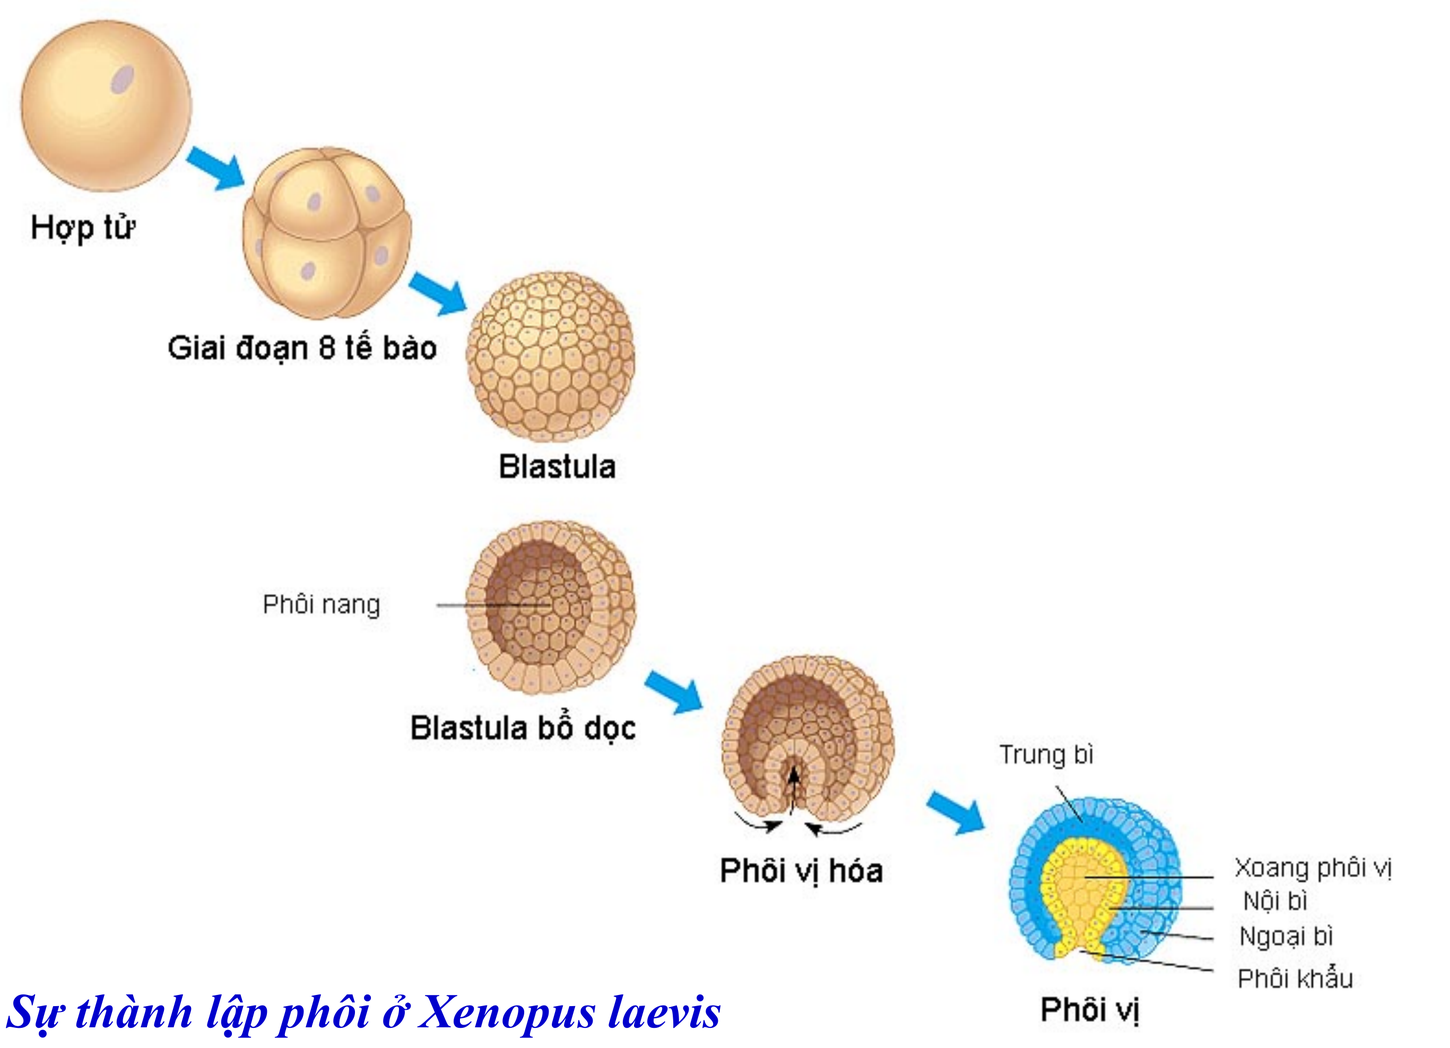 Hợp tử
Giai đoạn 8 tế bào
Blastula
Phôi nang
Blastula bổ dọc
Phôi vị hóa
Trung bì
Xoang phôi vị
Nội bì
Ngoại bì
Phôi khẩu
Phôi vị
Sự thành lập phôi ở Xenopus laevis